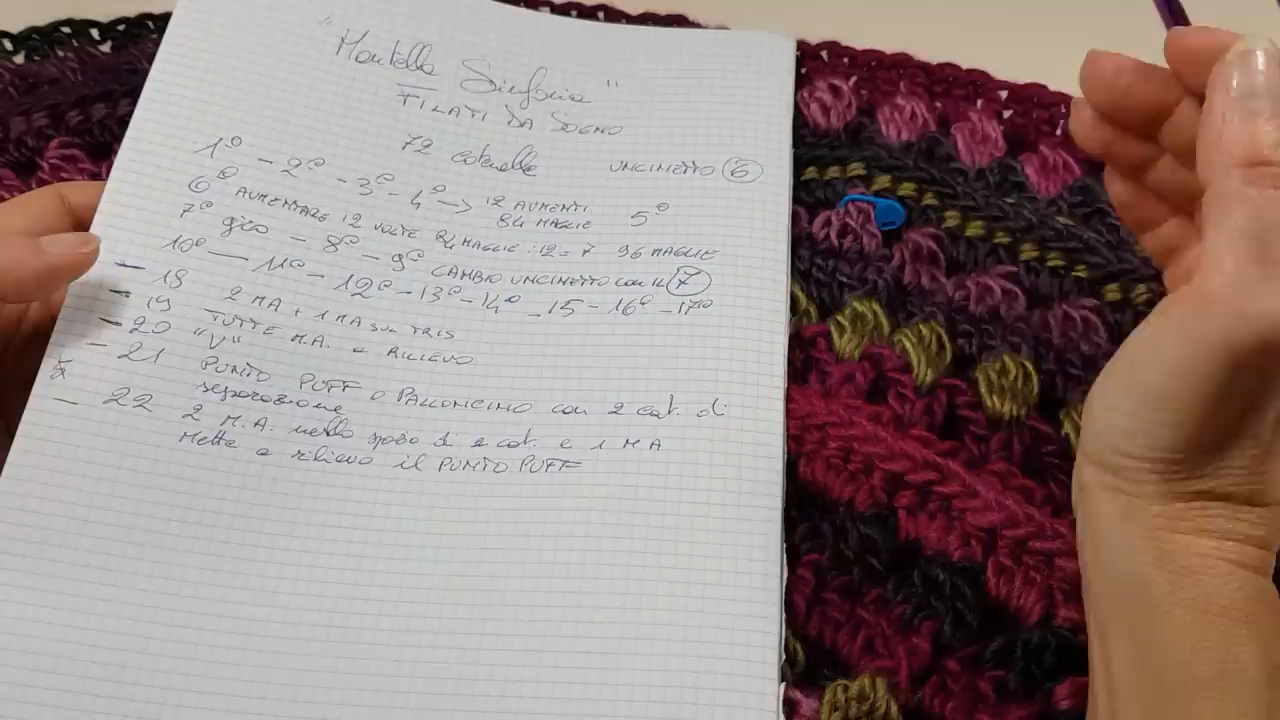 "Mantella Sinfonia"
FILATI DA SOGNO
72 catenelle UNCINETTO 6
1° - 2° - 3° - 4° → 12 AUMENTI 5°
84 MAGLIE
6° AUMENTARE 12 VOLTE 84 MAGLIE : 12 = 7 96 MAGLIE
7° giro - 8° - 9° CAMBIO UNCINETTO con IL 7
10° - 11° - 12° - 13° - 14° - 15 - 16° - 17°
- 18 2 MA + 1 MA SUL TRIS
- 19 TUTTE M.A. a RILIEVO
- 20 "V"
- 21 PUNTO PUFF O PALLONCINO con 2 cat. di
separazione
- 22 2 M.A. nello spazio di 2 cat. e 1 MA
Metta a rilievo il PUNTO PUFF